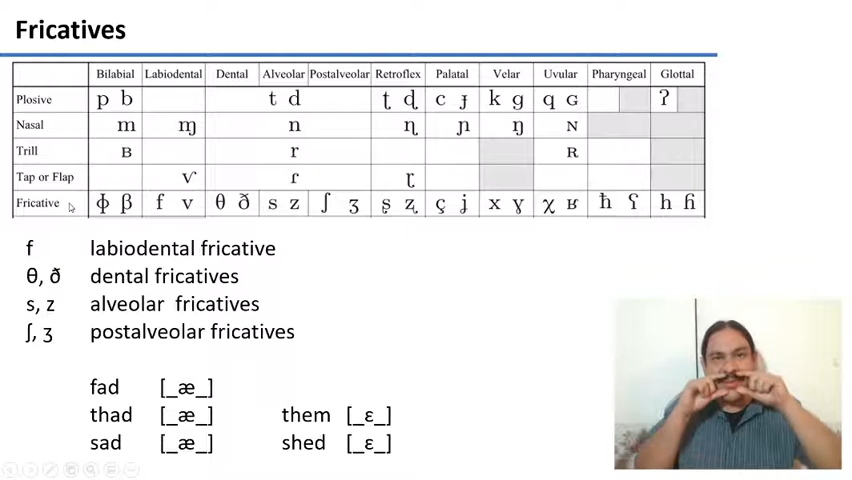 Fricatives
Bilabial Labiodental Dental Alveolar Postalveolar Retroflex Palatal Velar Uvular Pharyngeal Glottal
Plosive p b t d ʈ ɖ c ɟ k ɡ q ɢ ʔ
Nasal m ɱ n ɳ ɲ ŋ ɴ
Trill ʙ r ʀ
Tap or Flap ⱱ ɾ ɽ
Fricative ɸ β f v θ ð s z ʃ ʒ ʂ ʐ ç ʝ x ɣ χ ʁ ħ ʕ h ɦ
f labiodental fricative
θ, ð dental fricatives
s, z alveolar fricatives
ʃ, ʒ postalveolar fricatives
fad [_æ_]
thad [_æ_] them [_ɛ_]
sad [_æ_] shed [_ɛ_]